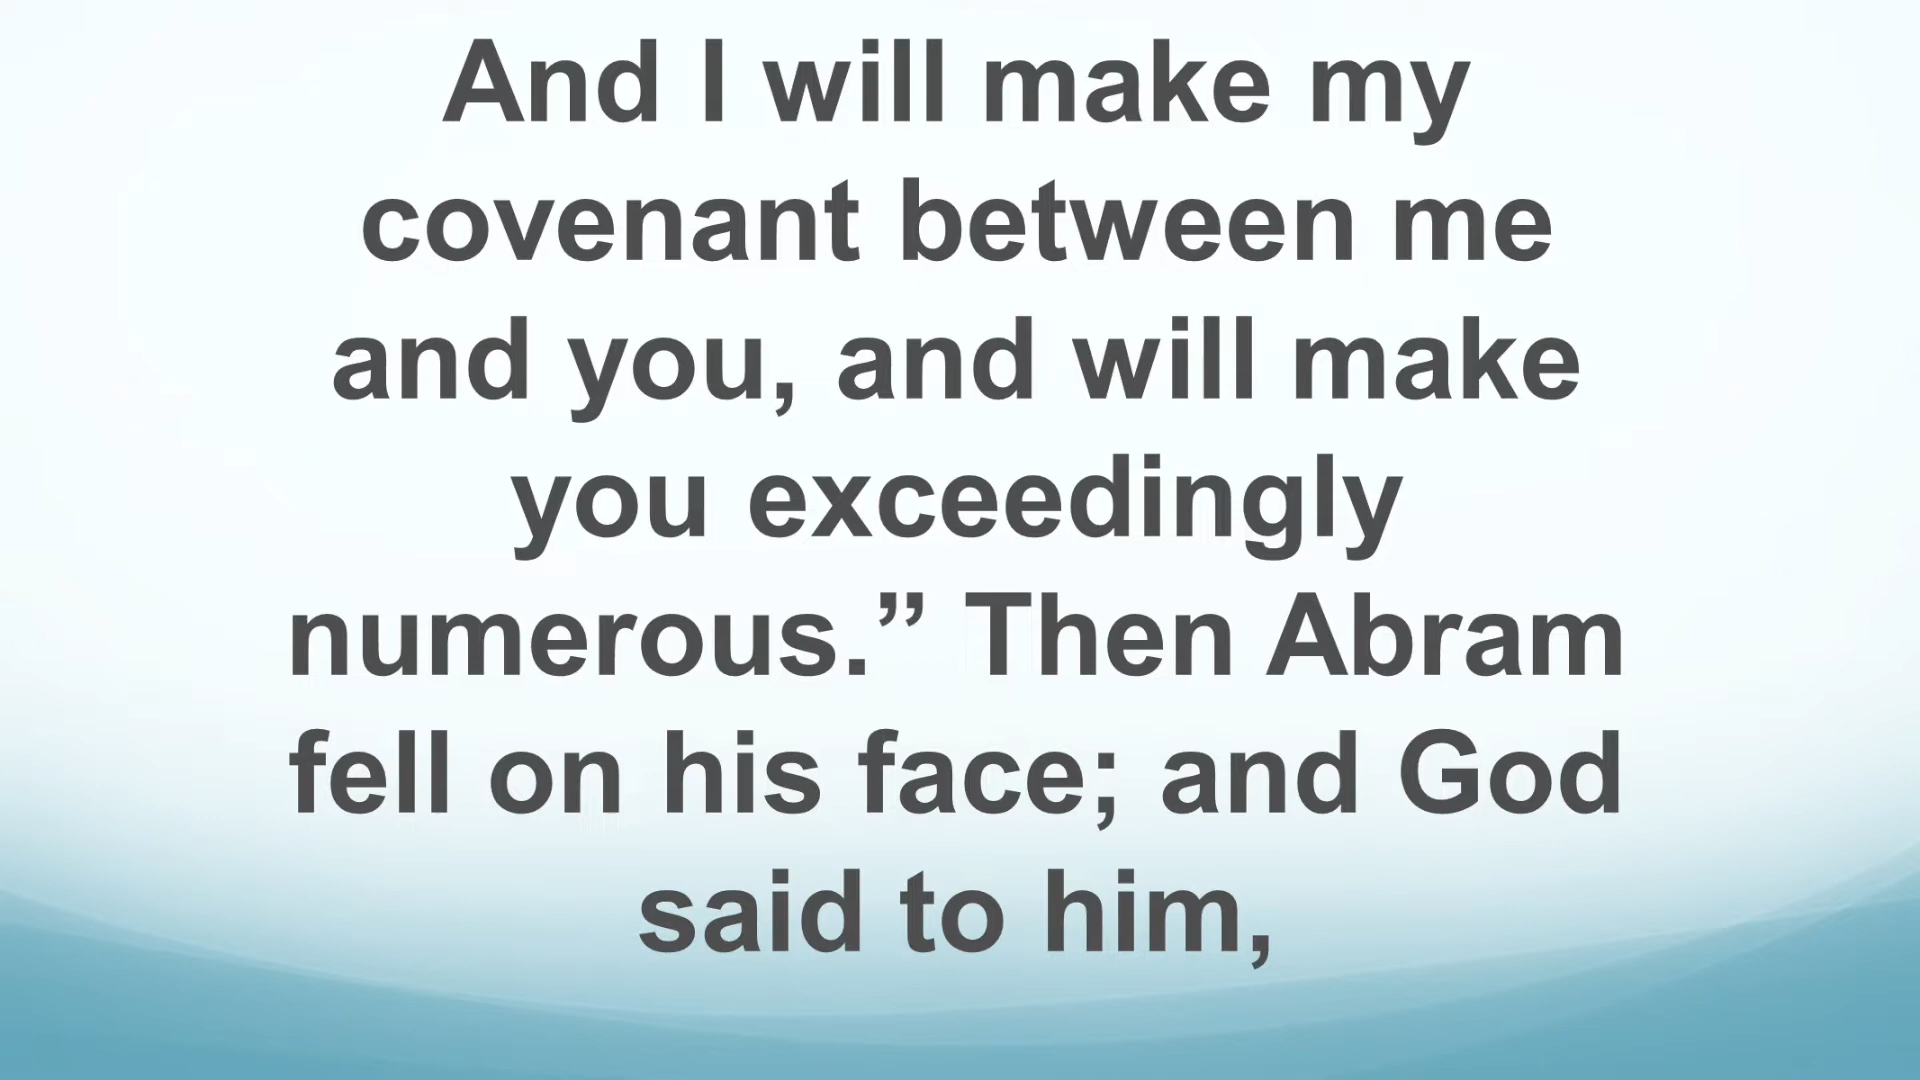 And I will make my
covenant between me
and you, and will make
you exceedingly
numerous.” Then Abram
fell on his face; and God
said to him,